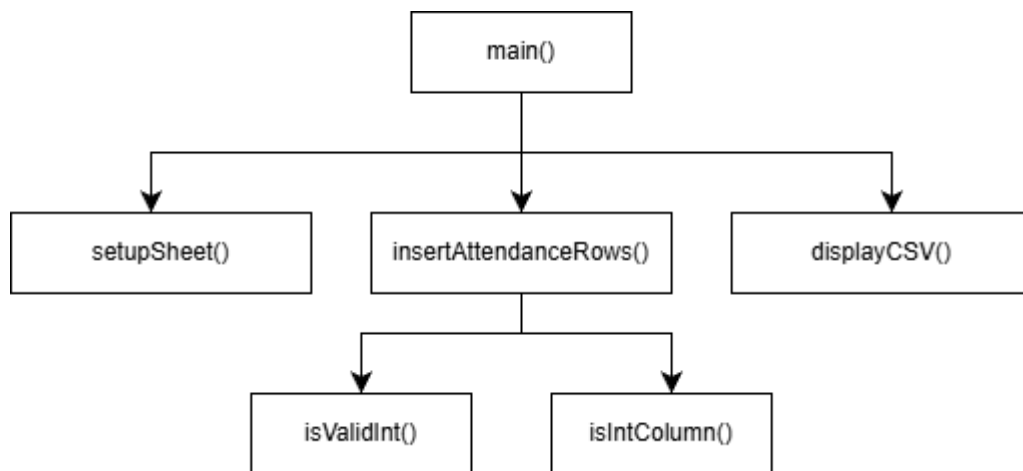 main()
setupSheet()
insertAttendanceRows()
displayCSV()
isValidInt()
isIntColumn()